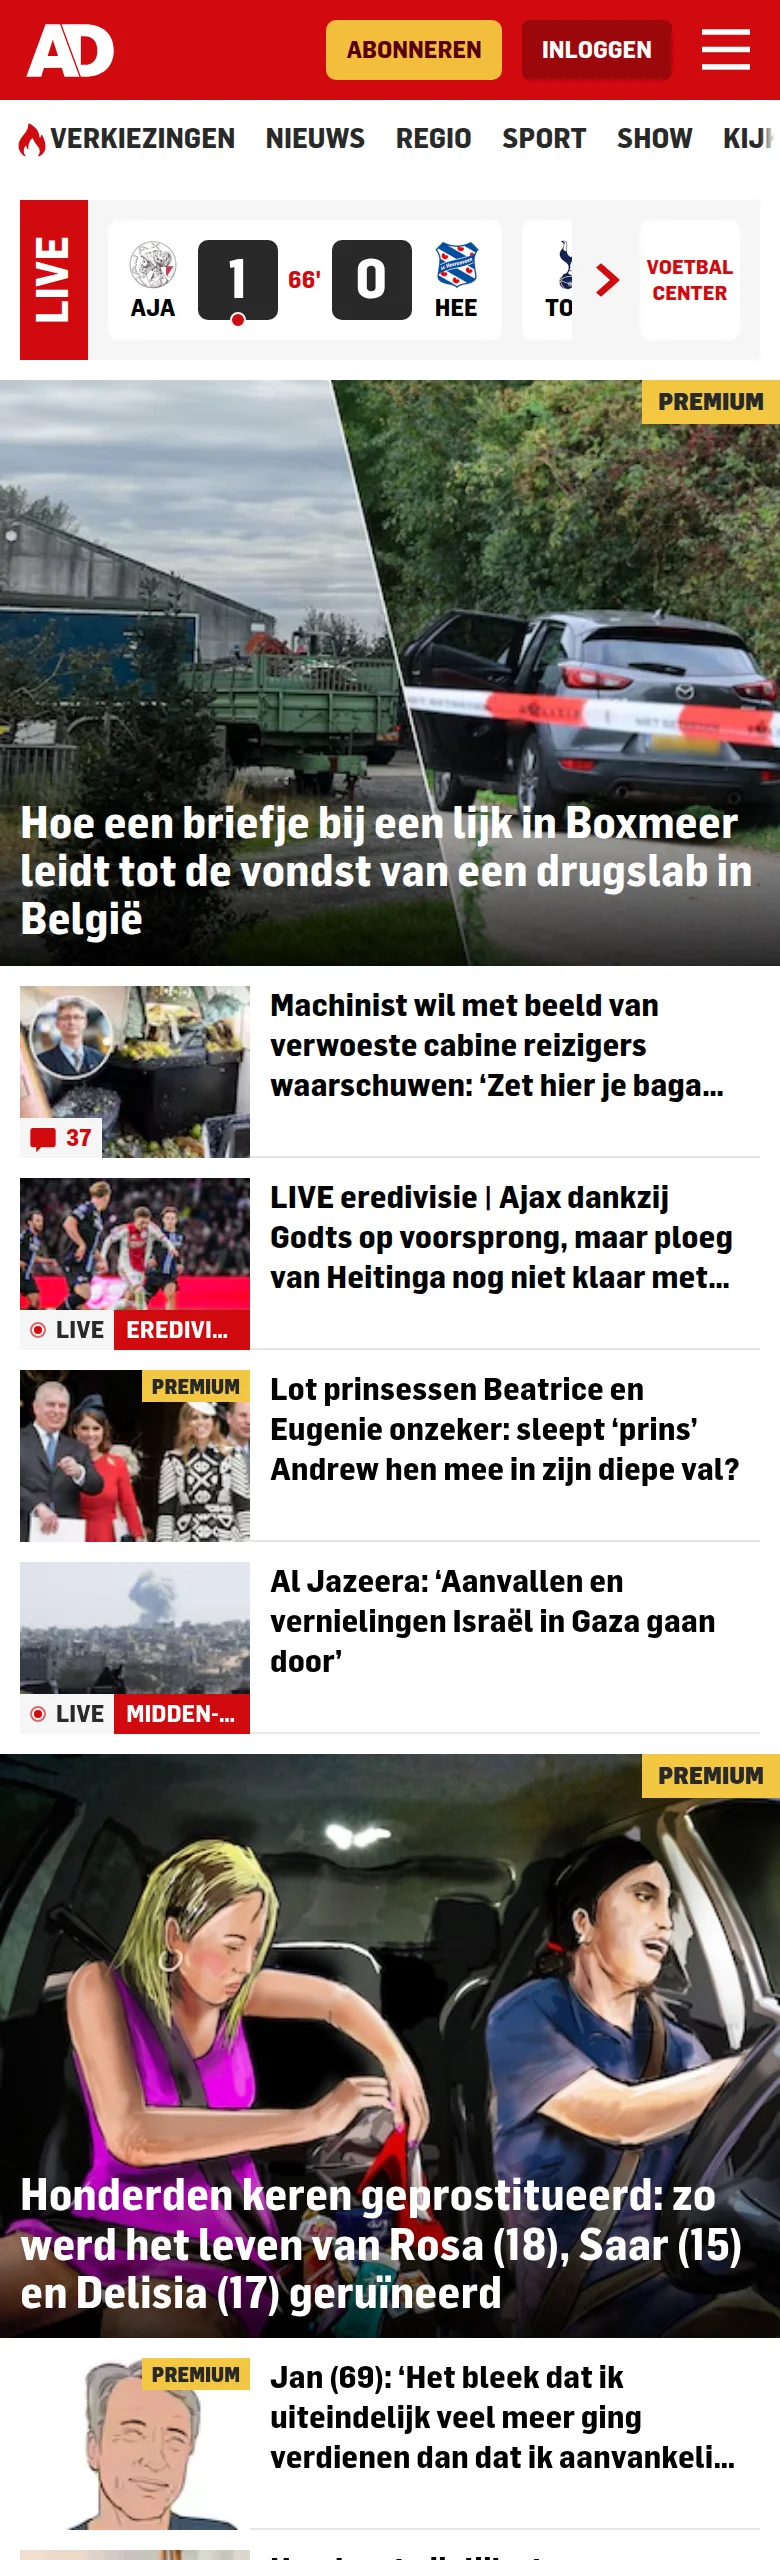 AD
ABONNEREN
INLOGGEN
VERKIEZINGEN
NIEUWS
REGIO
SPORT
SHOW
LIVE
AJA
1
66'
0
HEE
TO
VOETBAL
CENTER
PREMIUM
Hoe een briefje bij een lijk in Boxmeer
leidt tot de vondst van een drugslab in
België
Machinist wil met beeld van
verwoeste cabine reizigers
waarschuwen: ‘Zet hier je baga...
37
LIVE eredivisie | Ajax dankzij
Godts op voorsprong, maar ploeg
van Heitinga nog niet klaar met...
LIVE
EREDIVI...
PREMIUM
Lot prinsessen Beatrice en
Eugenie onzeker: sleept ‘prins’
Andrew hen mee in zijn diepe val?
Al Jazeera: ‘Aanvallen en
vernielingen Israël in Gaza gaan
door’
LIVE
MIDDEN-...
PREMIUM
Honderden keren geprostitueerd: zo
werd het leven van Rosa (18), Saar (15)
en Delisia (17) geruïneerd
PREMIUM
Jan (69): ‘Het bleek dat ik
uiteindelijk veel meer ging
verdienen dan dat ik aanvankeli...